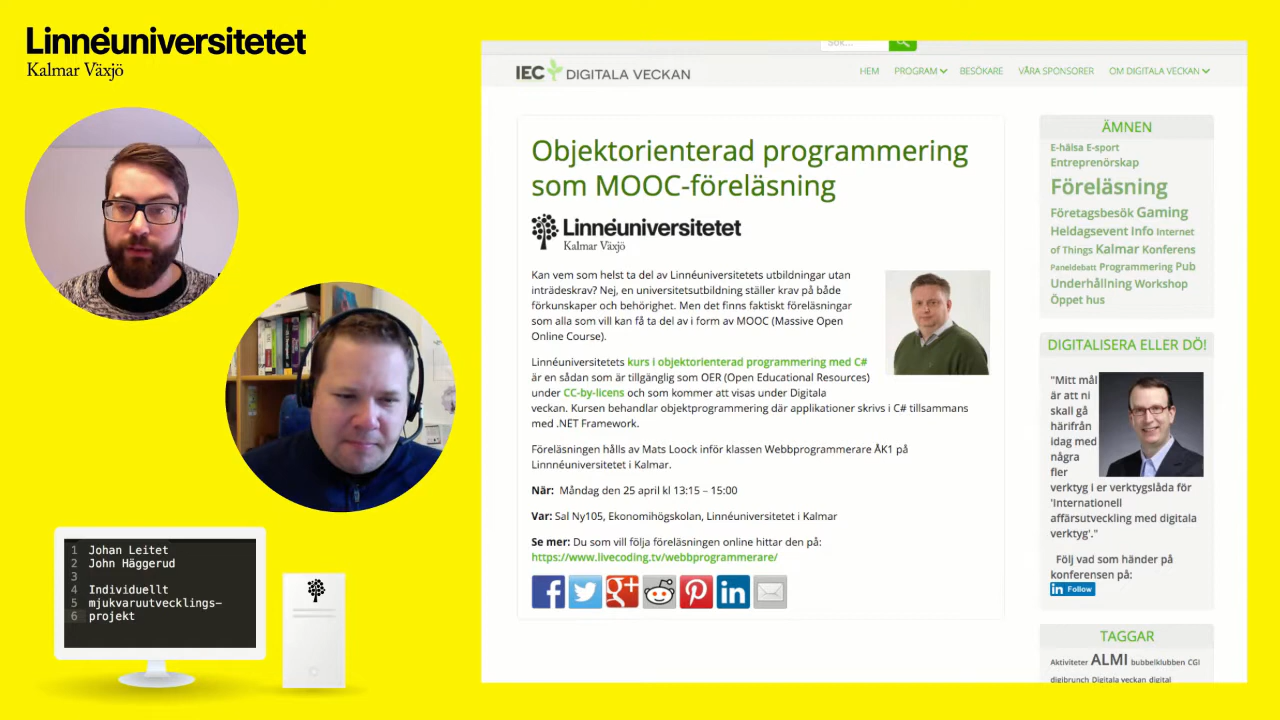 Linnéuniversitetet
Kalmar Växjö
1 Johan Leitet
2 John Häggerud
3
4 Individuellt
5 mjukvaruutvecklings-
6 projekt
Sök...
IEC DIGITALA VECKAN
HEM PROGRAM BESÖKARE VÅRA SPONSORER OM DIGITALA VECKAN
Objektorienterad programmering
som MOOC-föreläsning
Linnéuniversitetet
Kalmar Växjö
Kan vem som helst ta del av Linnéuniversitets utbildningar utan
inträdeskrav? Nej, en universitetsutbildning ställer krav på både
förkunskaper och behörighet. Men det finns faktiskt föreläsningar
som alla som vill kan få ta del av i form av MOOC (Massive Open
Online Course).
Linnéuniversitetets kurs i objektorienterad programmering med C#
är en sådan som är tillgänglig som OER (Open Educational Resources)
under CC-by-licens och som kommer att visas under Digitala
veckan. Kursen behandlar objektprogrammering där applikationer skrivs i C# tillsammans
med .NET Framework.
Föreläsningen hålls av Mats Loock inför klassen Webbprogrammerare ÅK1 på
Linnnéuniversitetet i Kalmar.
När: Måndag den 25 april kl 13:15 – 15:00
Var: Sal Ny105, Ekonomihögskolan, Linnéuniversitetet i Kalmar
Se mer: Du som vill följa föreläsningen online hittar den på:
https://www.livecoding.tv/webbprogrammerare/
ÄMNEN
E-hälsa E-sport
Entreprenörskap
Föreläsning
Företagsbesök Gaming
Heldagsevent Info Internet
of Things Kalmar Konferens
Paneldebatt Programmering Pub
Underhållning Workshop
Öppet hus
DIGITALISERA ELLER DÖ!
"Mitt mål
är att ni
skall gå
härifrån
idag med
några
fler
verktyg i er verktygslåda för
'Internationell
affärsutveckling med digitala
verktyg'."
Följ vad som händer på
konferensen på:
in Follow
TAGGAR
Aktiviteter ALMI bubbelklubben CGI
digibrunch Digitala veckan digital